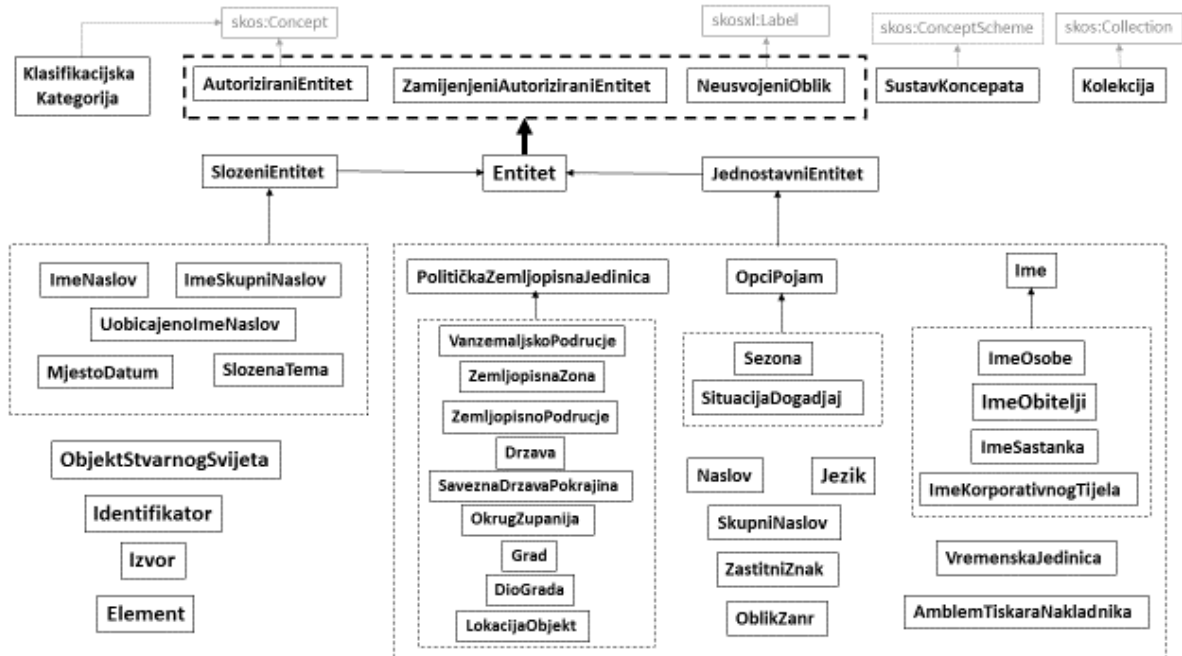 skos:Concept
skosxl:Label
skos:ConceptScheme
skos:Collection
Klasifikacijska
Kategorija
AutoriziraniEntitet
ZamijenjeniAutoriziraniEntitet
NeusvojeniOblik
SustavKoncepata
Kolekcija
SlozeniEntitet
Entitet
JednostavniEntitet
ImeNaslov
ImeSkupniNaslov
UobicajenoImeNaslov
MjestoDatum
SlozenaTema
ObjektStvarnogSvijeta
Identifikator
Izvor
Element
PolitičkaZemljopisnaJedinica
VanzemaljskoPodrucje
ZemljopisnaZona
ZemljopisnoPodrucje
Drzava
SaveznaDrzavaPokrajina
OkrugZupanija
Grad
DioGrada
LokacijaObjekt
OpciPojam
Sezona
SituacijaDogadjaj
Naslov
Jezik
SkupniNaslov
ZastitniZnak
OblikZanr
Ime
ImeOsobe
ImeObitelji
ImeSastanka
ImeKorporativnogTijela
VremenskaJedinica
AmblemTiskaraNakladnika